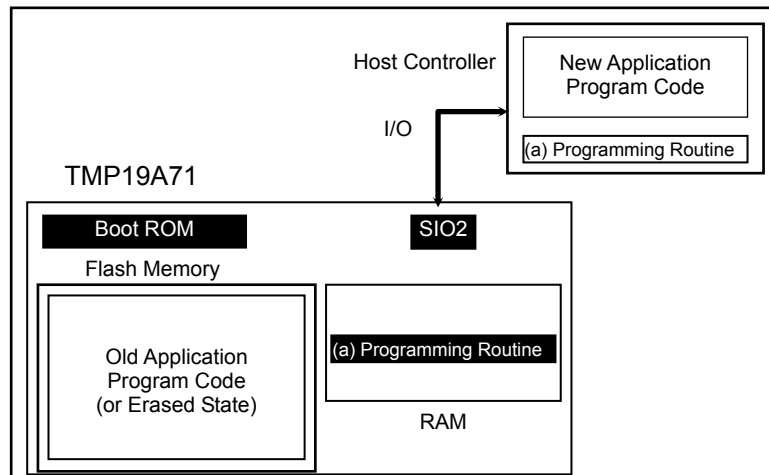 Host Controller
New Application
Program Code
I/O
(a) Programming Routine
TMP19A71
Boot ROM
SIO2
Flash Memory
Old Application
Program Code
(or Erased State)
(a) Programming Routine
RAM